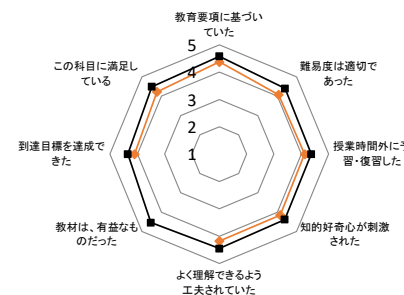 教育要項に基づい
ていた
難易度は適切で
あった
授業時間外に予
習・復習した
知的好奇心が刺激
された
よく理解できるよう
工夫されていた
教材は、有益なも
のだった
到達目標を達成で
きた
この科目に満足し
ている
5
4
3
2
1